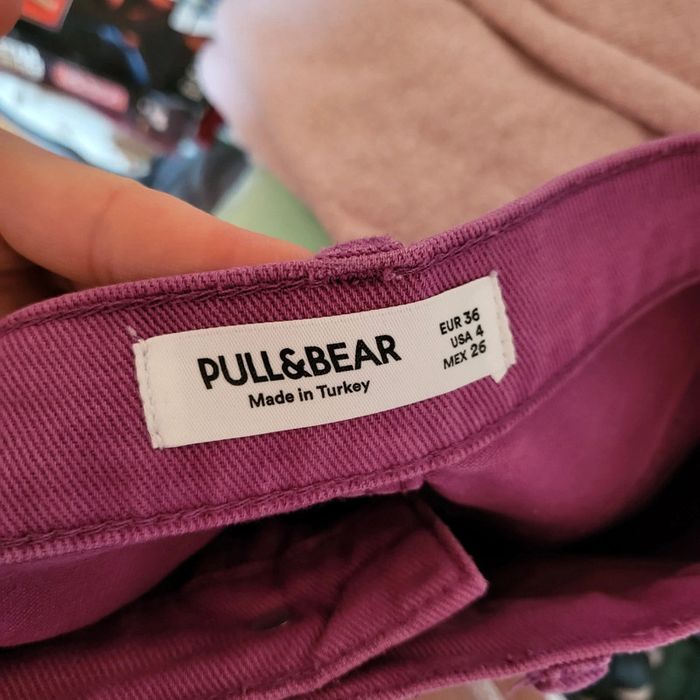 PULL&BEAR
Made in Turkey
EUR 36
USA 4
MEX 26